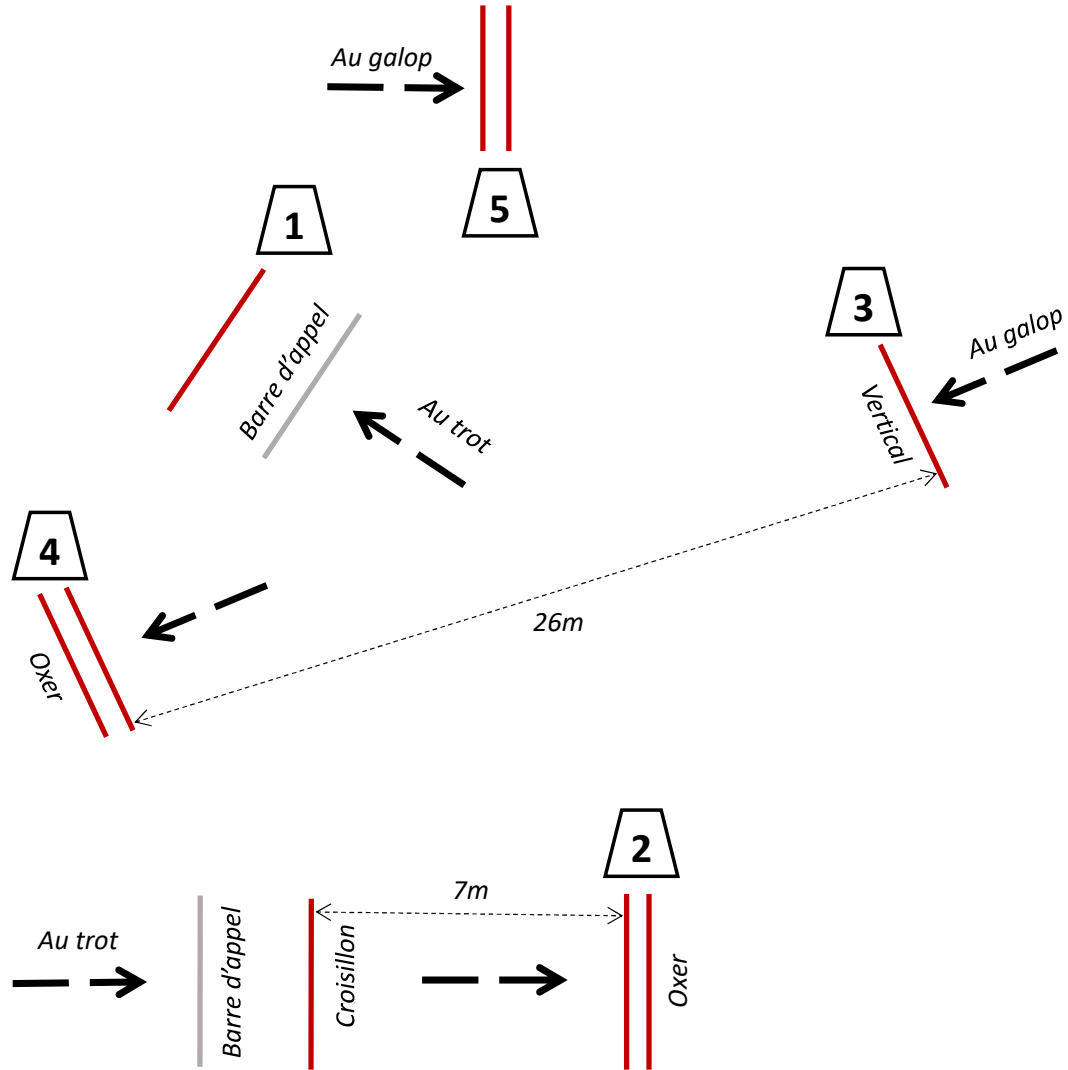 Au galop
5
1
Barre d'appel
Au trot
3
Au galop
Vertical
4
Oxer
26m
2
7m
Au trot
Barre d'appel
Croisillon
Oxer